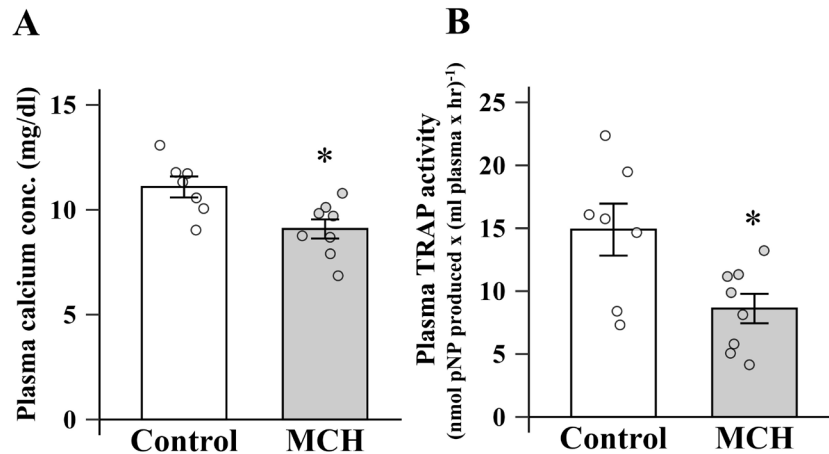 A
Plasma calcium conc. (mg/dl)
15
10
5
0
*
Control
MCH
B
Plasma TRAP activity
(nmol pNP produced x (ml plasma x hr)-1)
25
20
15
10
5
0
*
Control
MCH